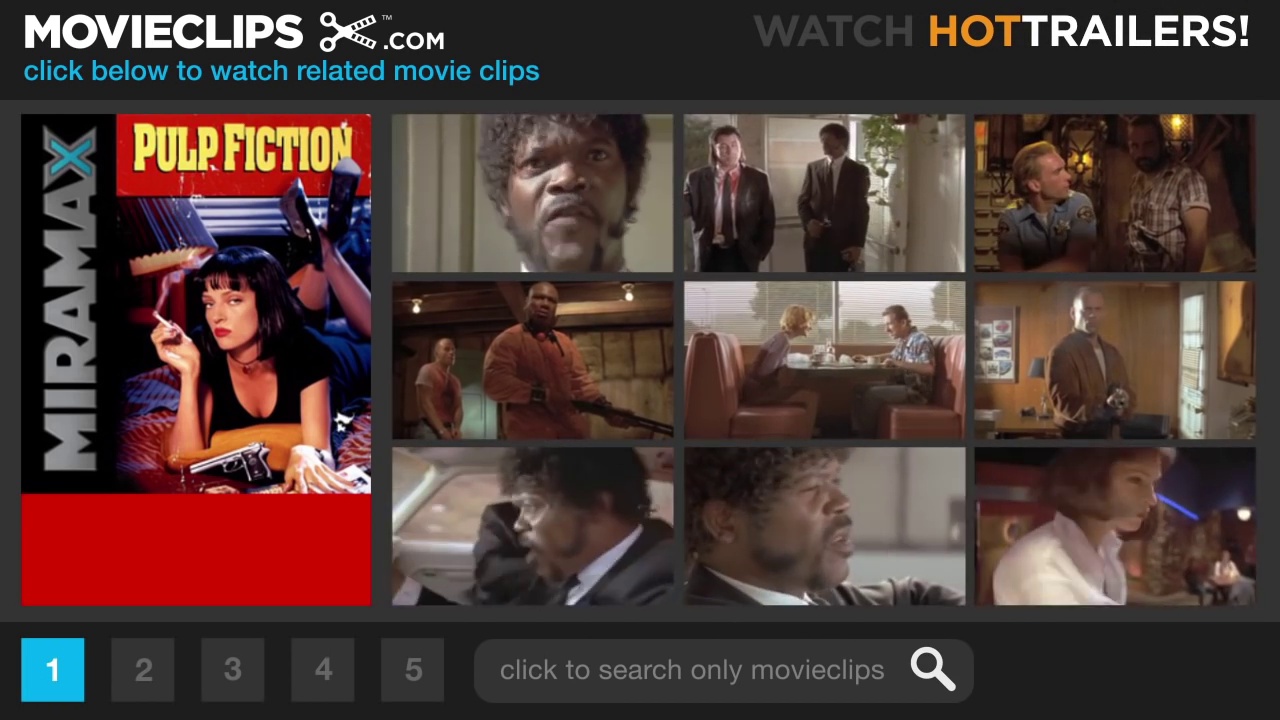 MOVIECLIPS ™ .COM
WATCH HOTTRAILERS!
click below to watch related movie clips
MIRAMAX
PULP FICTION
1 2 3 4 5
click to search only movieclips